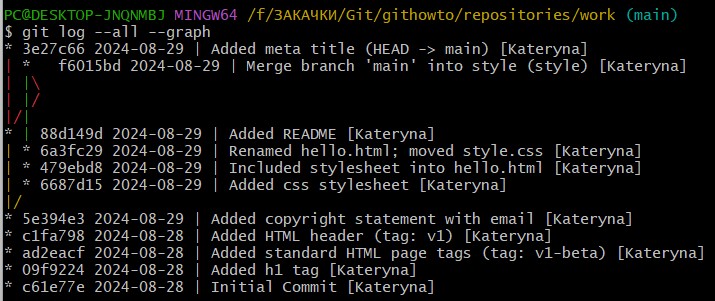 PC@DESKTOP-JNQNMBJ MINGW64 /f/ЗАКАЧКИ/Git/githowto/repositories/work (main)
$ git log --all --graph
* 3e27c66 2024-08-29 | Added meta title (HEAD -> main) [Kateryna]
| *   f6015bd 2024-08-29 | Merge branch 'main' into style (style) [Kateryna]
| |\
| |/
|/|
* | 88d149d 2024-08-29 | Added README [Kateryna]
| * 6a3fc29 2024-08-29 | Renamed hello.html; moved style.css [Kateryna]
| * 479ebd8 2024-08-29 | Included stylesheet into hello.html [Kateryna]
| * 6687d15 2024-08-29 | Added css stylesheet [Kateryna]
|/
* 5e394e3 2024-08-29 | Added copyright statement with email [Kateryna]
* c1fa798 2024-08-28 | Added HTML header (tag: v1) [Kateryna]
* ad2eacf 2024-08-28 | Added standard HTML page tags (tag: v1-beta) [Kateryna]
* 09f9224 2024-08-28 | Added h1 tag [Kateryna]
* c61e77e 2024-08-28 | Initial Commit [Kateryna]